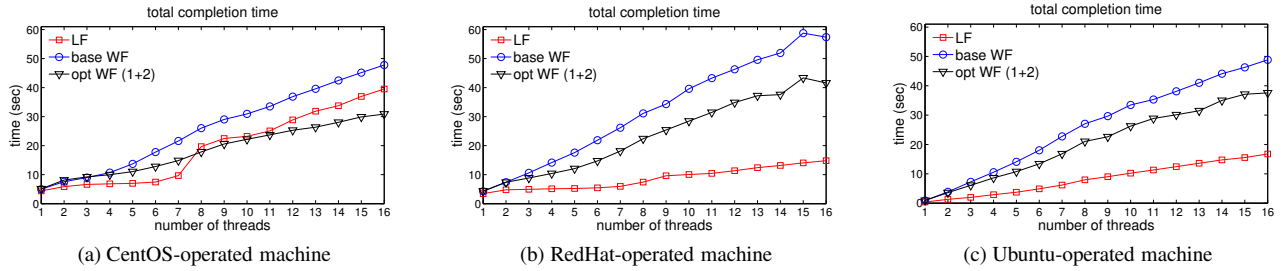 total completion time
60
50
40
30
20
10
0
time (sec)
LF
base WF
opt WF (1+2)
1 2 3 4 5 6 7 8 9 10 11 12 13 14 15 16
number of threads
(a) CentOS-operated machine
total completion time
60
50
40
30
20
10
0
time (sec)
LF
base WF
opt WF (1+2)
1 2 3 4 5 6 7 8 9 10 11 12 13 14 15 16
number of threads
(b) RedHat-operated machine
total completion time
60
50
40
30
20
10
0
time (sec)
LF
base WF
opt WF (1+2)
1 2 3 4 5 6 7 8 9 10 11 12 13 14 15 16
number of threads
(c) Ubuntu-operated machine